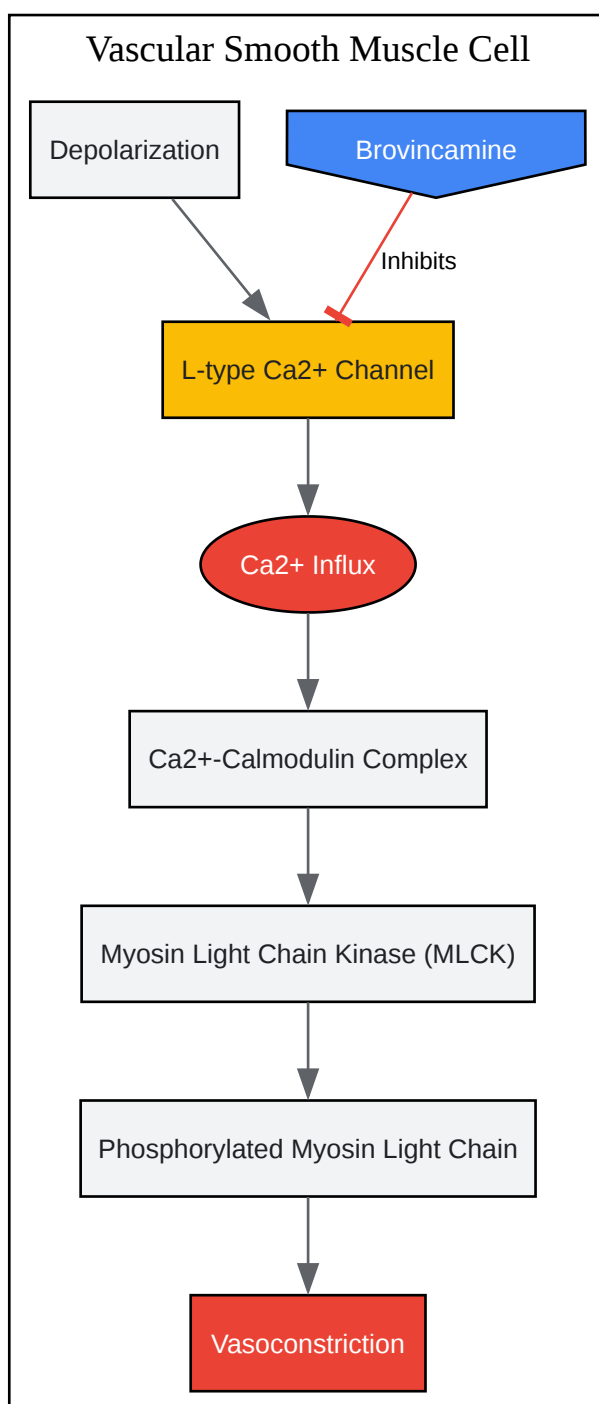 Vascular Smooth Muscle Cell
Depolarization
Brovincamine
Inhibits
L-type Ca2+ Channel
Ca2+ Influx
Ca2+-Calmodulin Complex
Myosin Light Chain Kinase (MLCK)
Phosphorylated Myosin Light Chain
Vasoconstriction